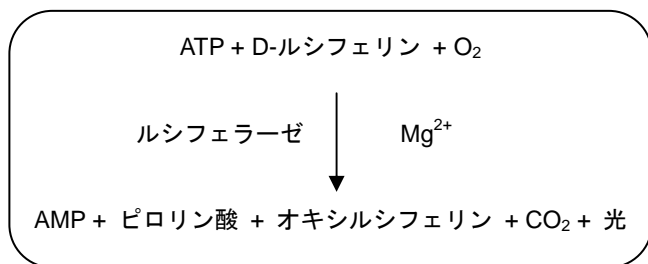 ATP + D-ルシフェリン + O₂
ルシフェラーゼ Mg²⁺
AMP + ピロリン酸 + オキシルシフェリン + CO₂ + 光